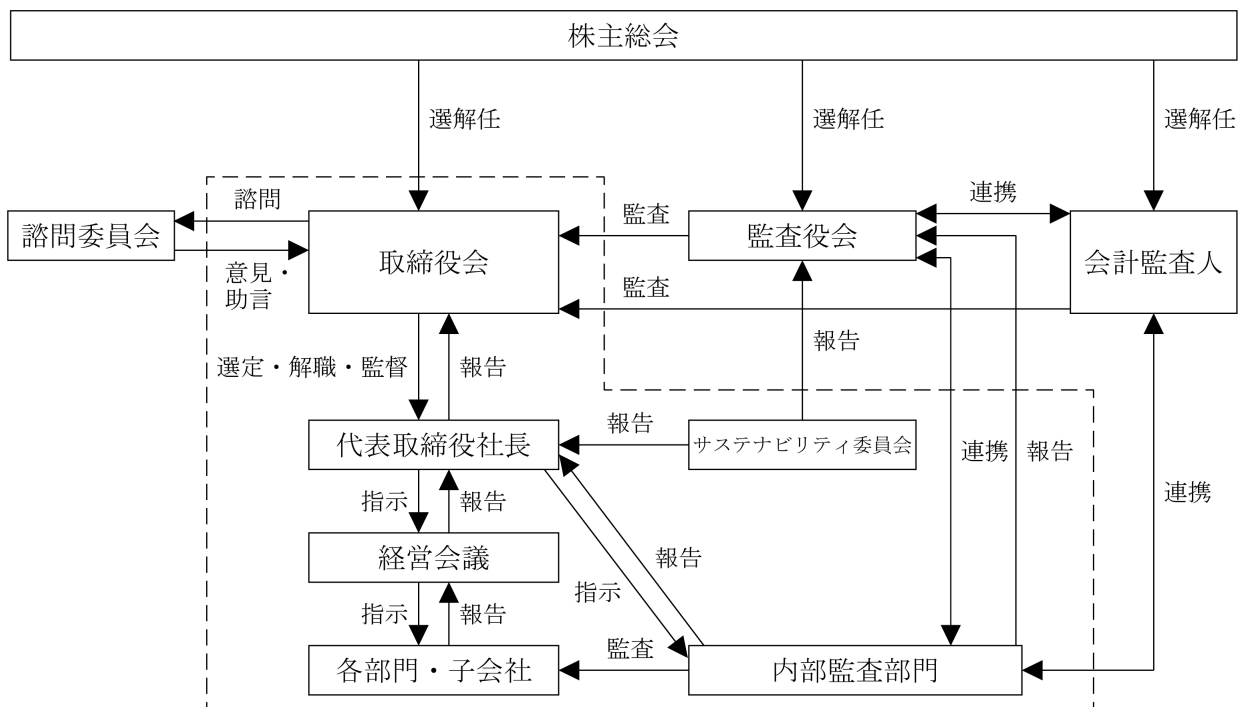 株主総会
選解任
選解任
選解任
諮問
監査
連携
諮問委員会
取締役会
監査役会
会計監査人
意見・
助言
監査
選定・解職・監督
報告
報告
代表取締役社長
報告
サステナビリティ委員会
連携
報告
連携
指示
報告
経営会議
報告
指示
指示
報告
監査
各部門・子会社
内部監査部門